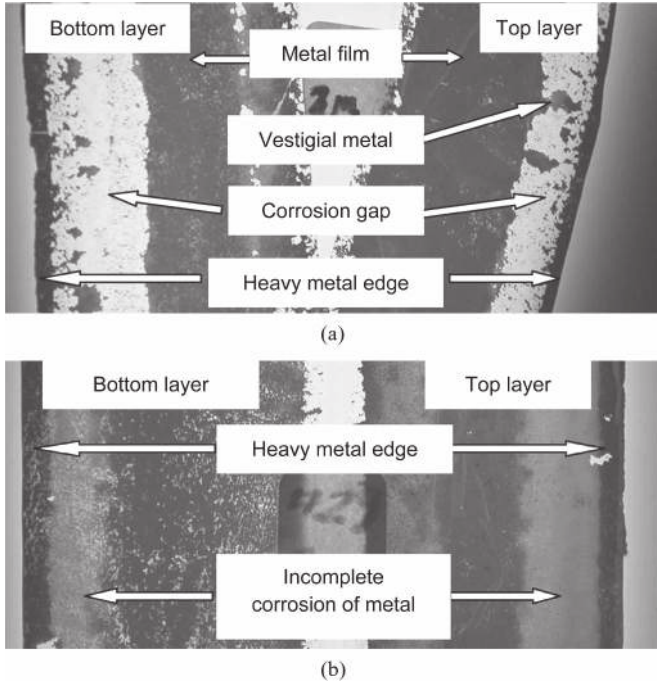 Bottom layer
Top layer
Metal film
2M
Vestigial metal
Corrosion gap
Heavy metal edge
(a)
Bottom layer
Top layer
Heavy metal edge
Incomplete
corrosion of metal
(b)